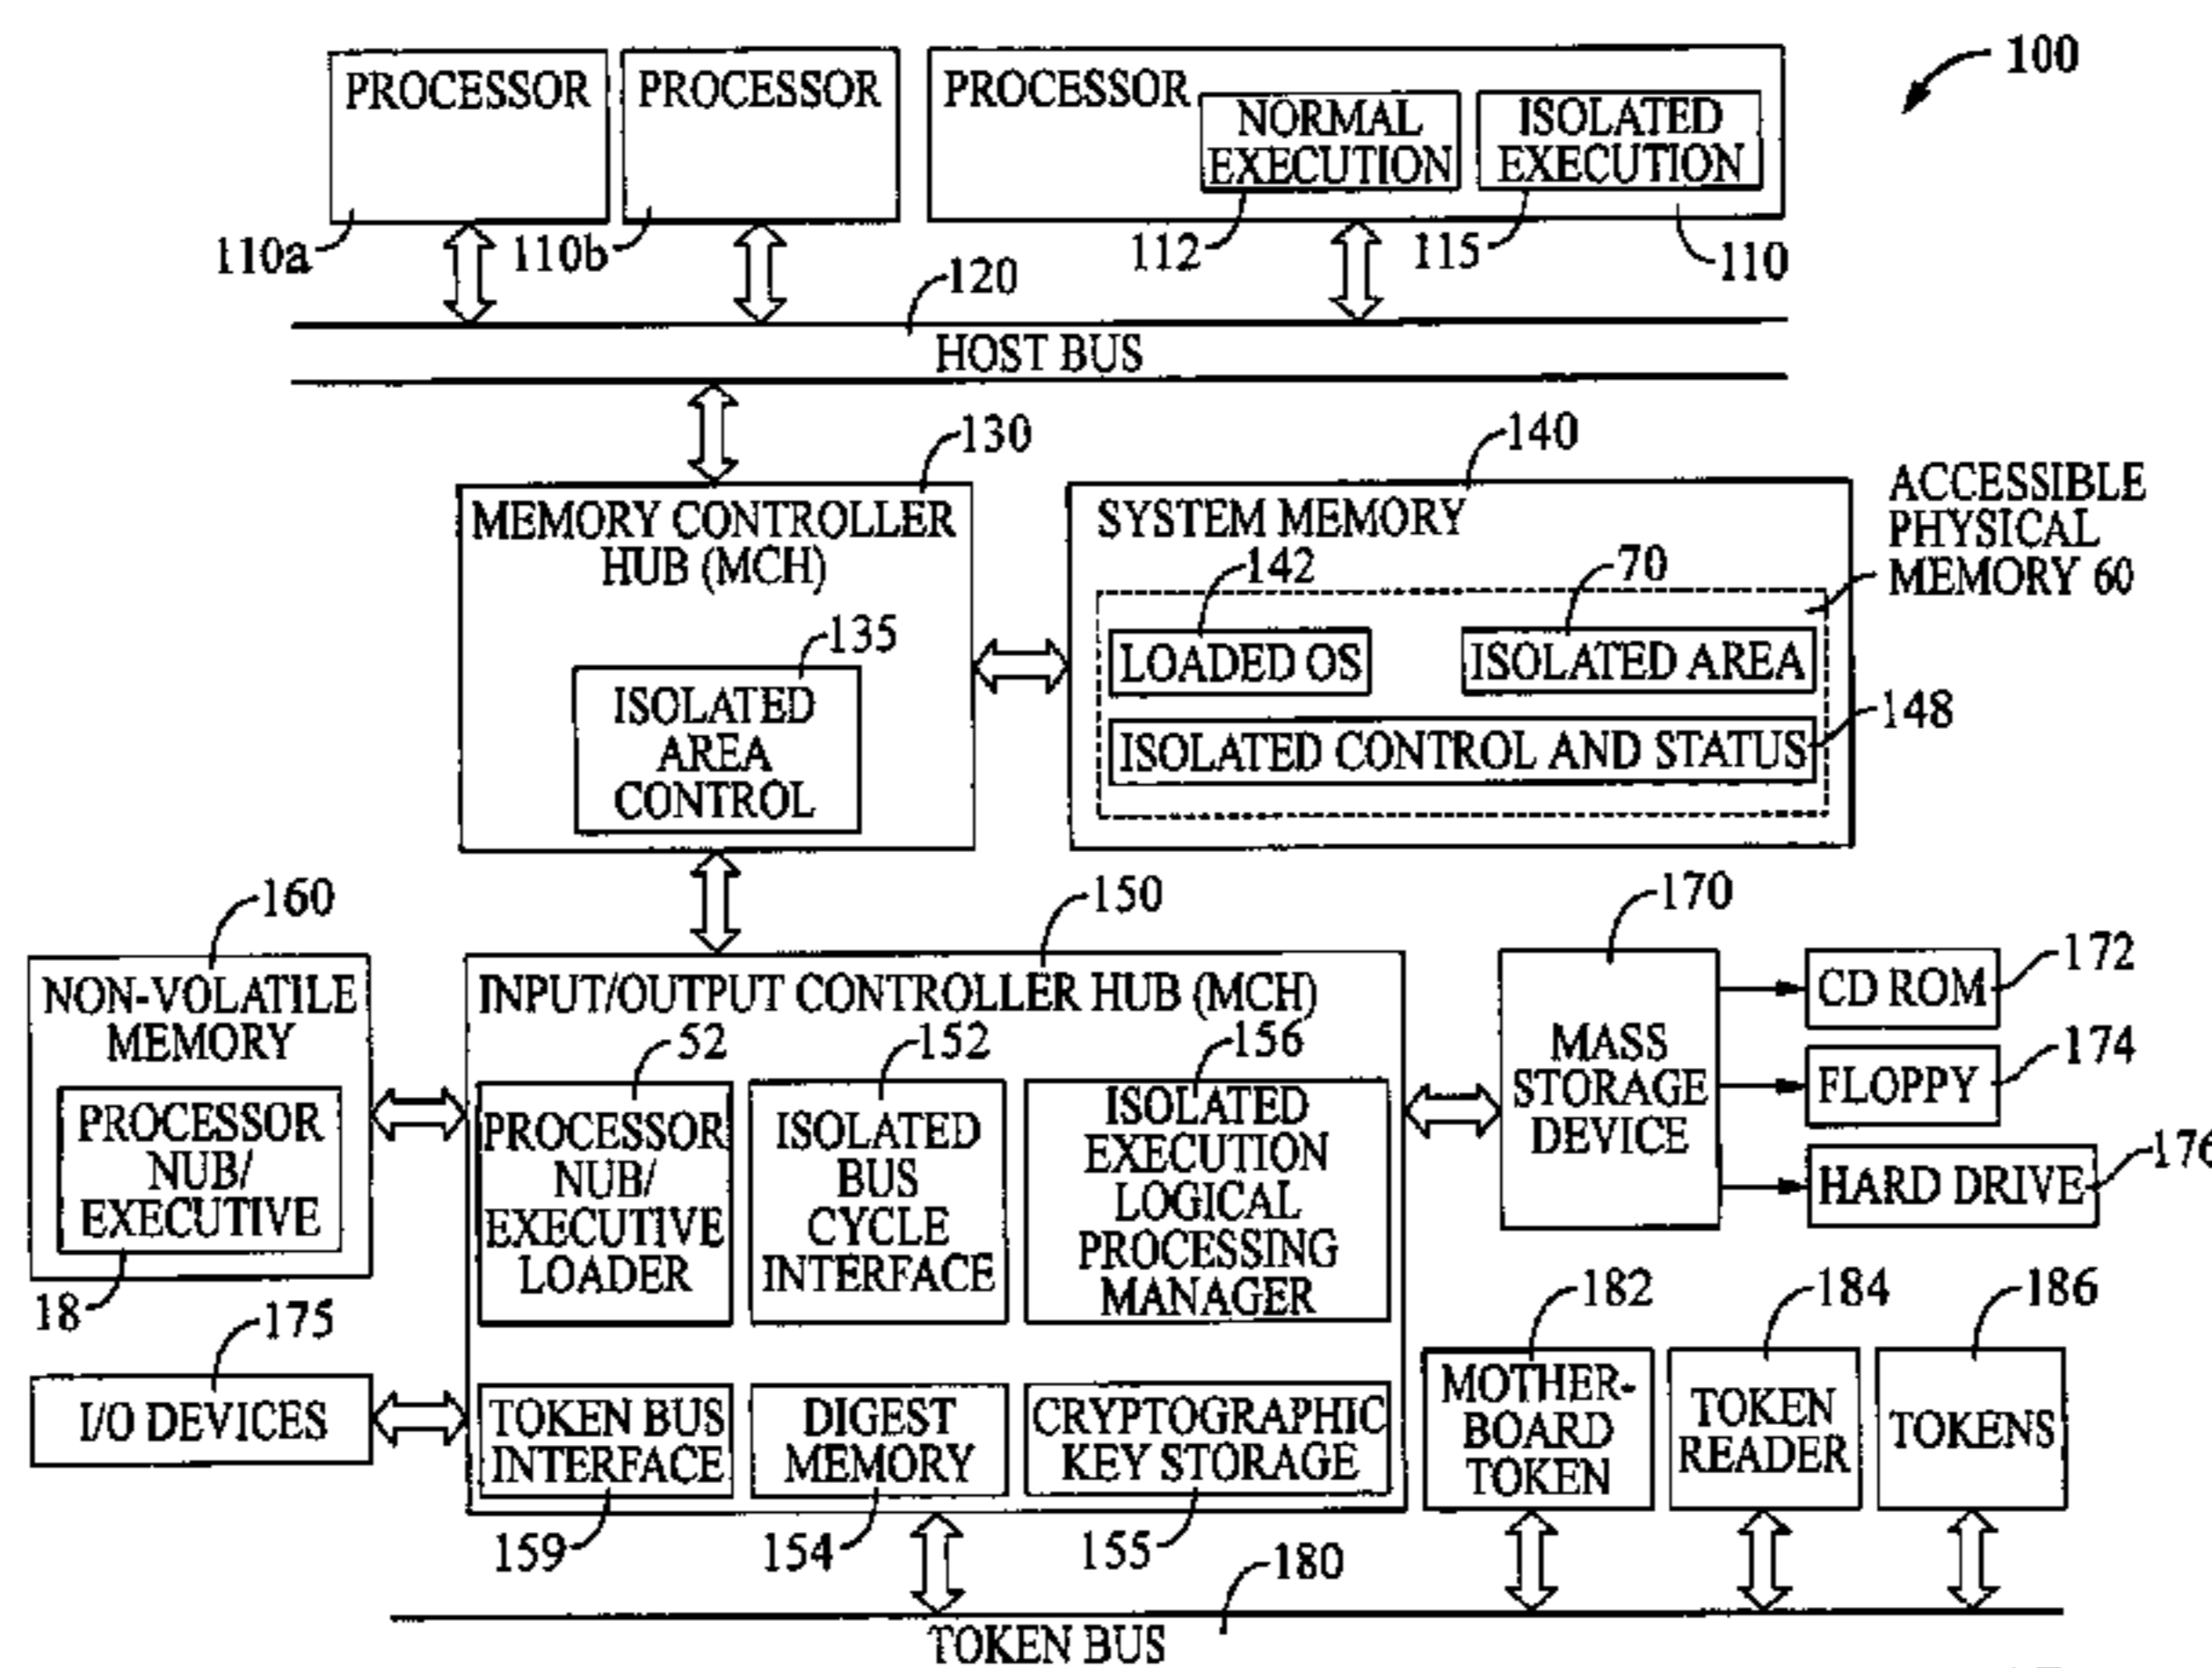 100
PROCESSOR
PROCESSOR
PROCESSOR
NORMAL
EXECUTION
ISOLATED
EXECUTION
110a
110b
112
115
110
120
HOST BUS
130
MEMORY CONTROLLER
HUB (MCH)
135
ISOLATED
AREA
CONTROL
140
SYSTEM MEMORY
ACCESSIBLE
PHYSICAL
MEMORY 60
142
70
LOADED OS
ISOLATED AREA
148
ISOLATED CONTROL AND STATUS
160
NON-VOLATILE
MEMORY
PROCESSOR
NUB/
EXECUTIVE
18
175
I/O DEVICES
150
INPUT/OUTPUT CONTROLLER HUB (MCH)
52
152
156
PROCESSOR
NUB/
EXECUTIVE
LOADER
ISOLATED
BUS
CYCLE
INTERFACE
ISOLATED
EXECUTION
LOGICAL
PROCESSING
MANAGER
TOKEN BUS
INTERFACE
DIGEST
MEMORY
CRYPTOGRAPHIC
KEY STORAGE
159
154
155
170
MASS
STORAGE
DEVICE
CD ROM
172
FLOPPY
174
HARD DRIVE
176
182
184
186
MOTHER-
BOARD
TOKEN
TOKEN
READER
TOKENS
180
TOKEN BUS